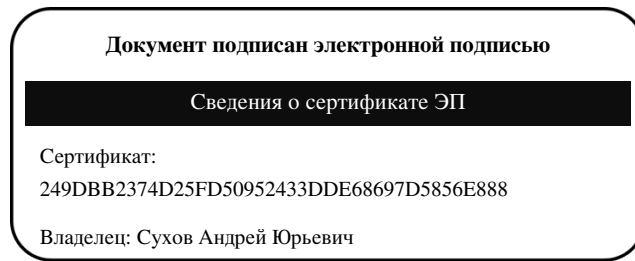 Документ подписан электронной подписью
Сведения о сертификате ЭП
Сертификат:
249DBB2374D25FD50952433DDE68697D5856E888
Владелец: Сухов Андрей Юрьевич